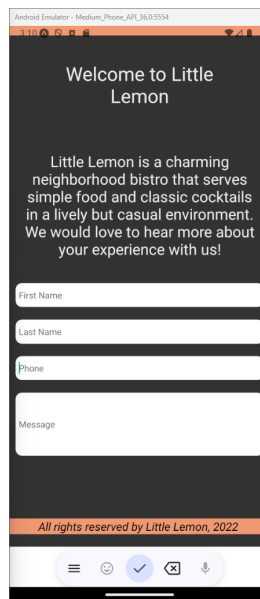 Android Emulator - Medium_Phone_API_36.0:5554
3:10
Welcome to Little
Lemon
Little Lemon is a charming
neighborhood bistro that serves
simple food and classic cocktails
in a lively but casual environment.
We would love to hear more about
your experience with us!
First Name
Last Name
Phone
Message
All rights reserved by Little Lemon, 2022